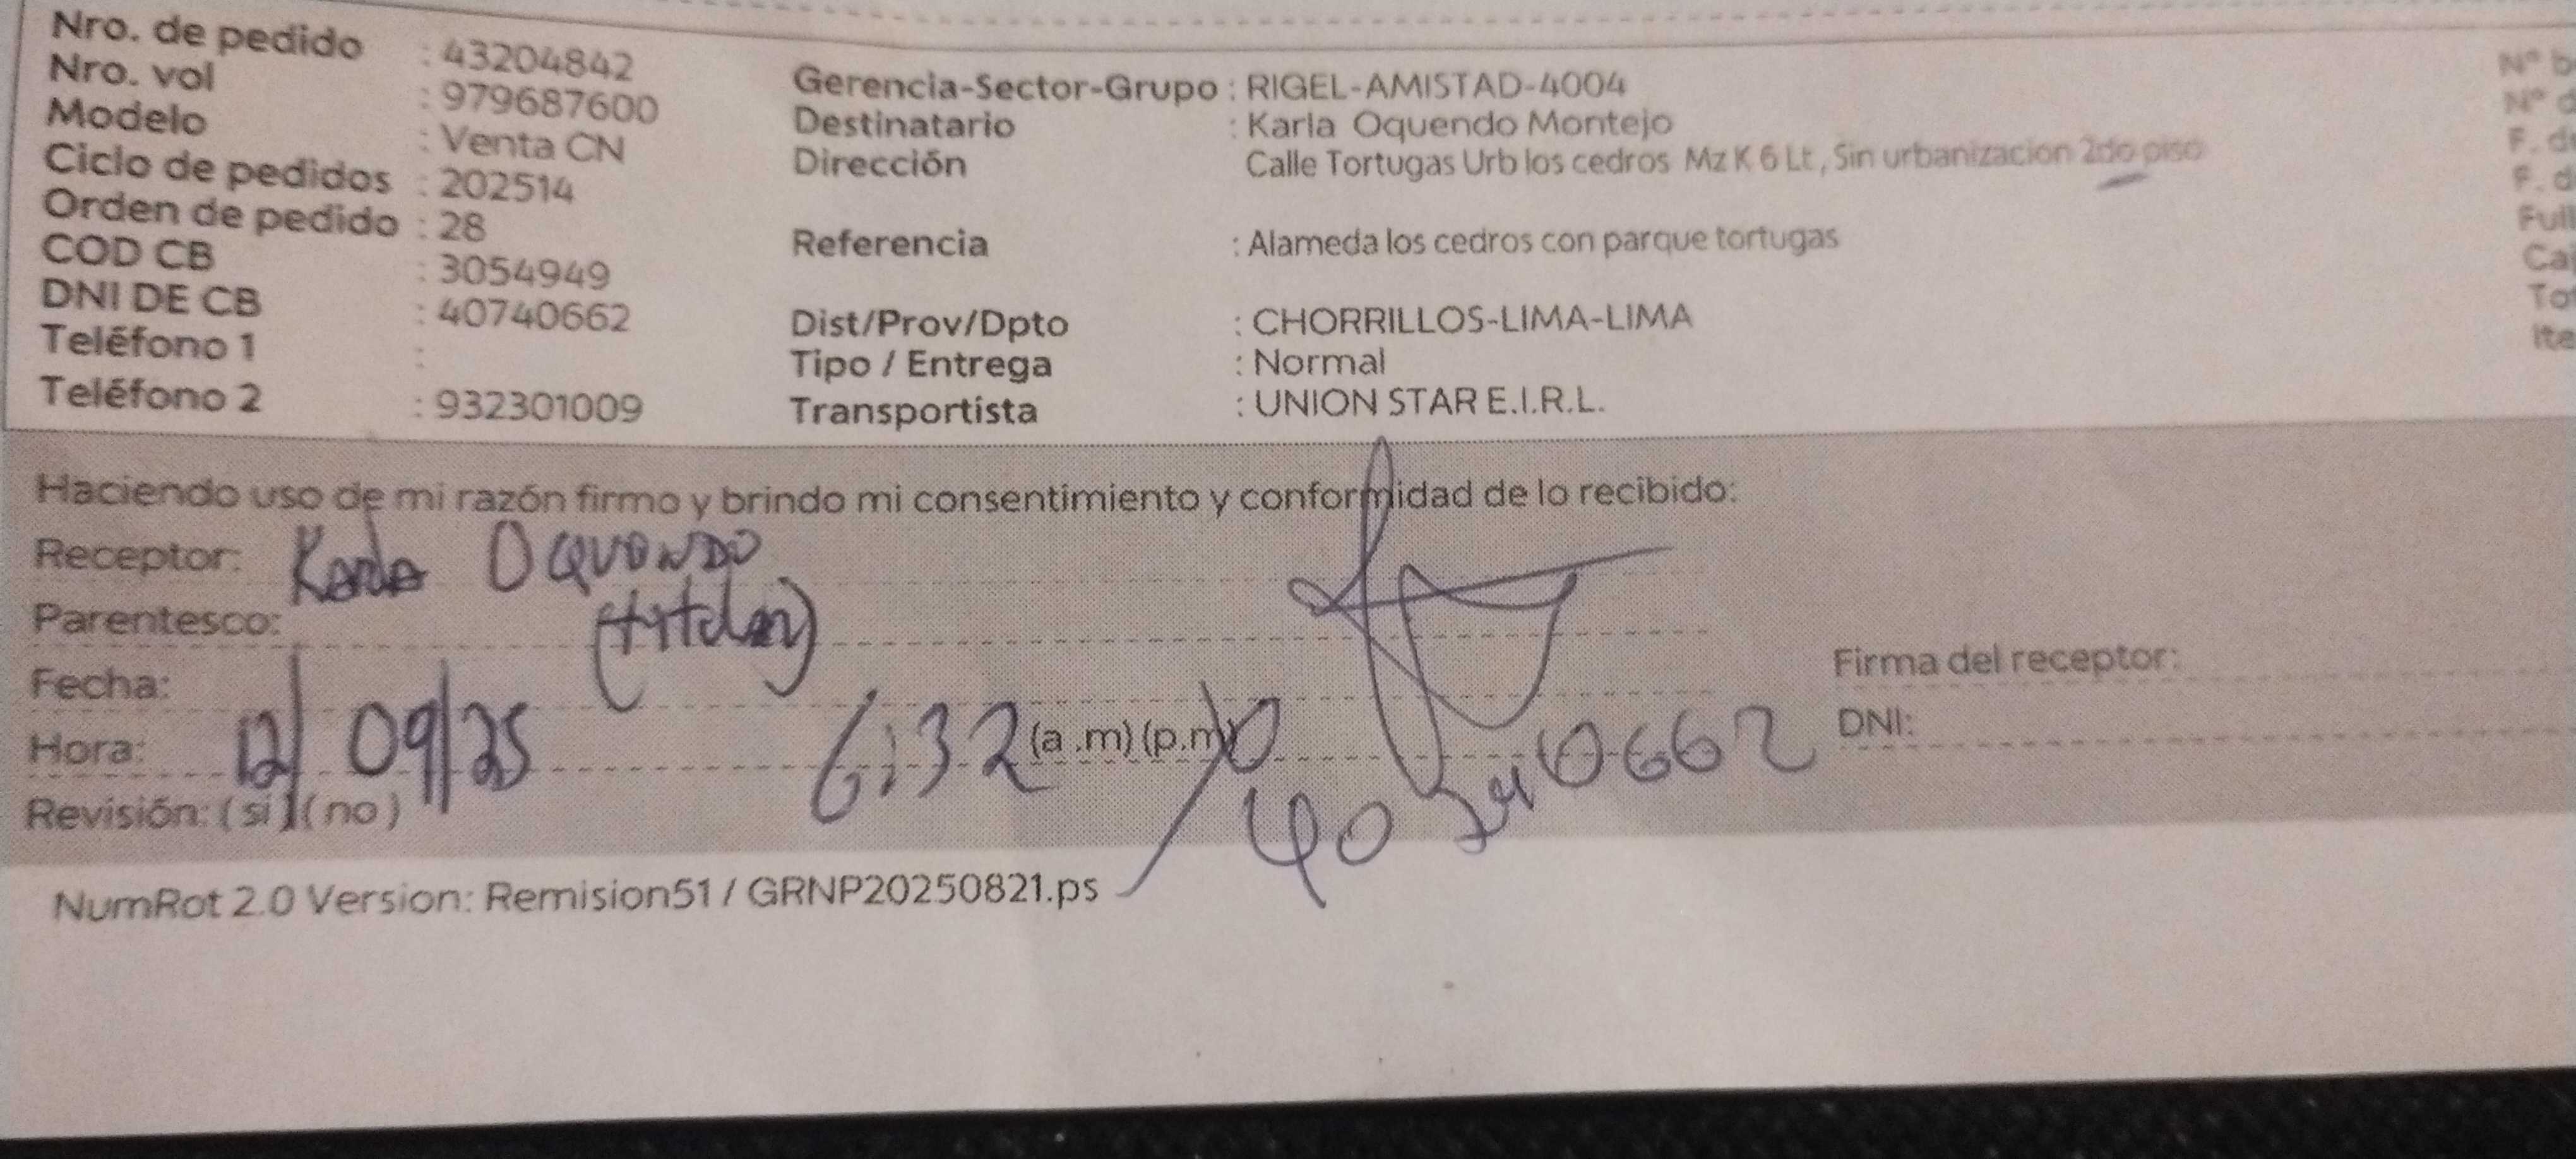 Nro. de pedido : 43204842
Nro. vol : 979687600
Modelo : Venta CN
Ciclo de pedidos : 202514
Orden de pedido : 28
COD CB : 3054949
DNI DE CB : 40740662
Teléfono 1 :
Teléfono 2 : 932301009
Gerencia-Sector-Grupo : RIGEL-AMISTAD-4004
Destinatario : Karla Oquendo Montejo
Dirección Calle Tortugas Urb los cedros Mz K 6 Lt , Sin urbanizacion 2do piso
Referencia : Alameda los cedros con parque tortugas
Dist/Prov/Dpto : CHORRILLOS-LIMA-LIMA
Tipo / Entrega : Normal
Transportista : UNION STAR E.I.R.L.
Nº
Nº
F.
F.
Haciendo uso de mi razón firmo y brindo mi consentimiento y conformidad de lo recibido:
Receptor: Karla Oquendo
Parentesco: (titular)
Fecha: 12/09/25
Hora: 6:32 (a .m) (p.m)
Revisión: ( si ) ( no )
Firma del receptor:
DNI:
0662
NumRot 2.0 Version: Remision51 / GRNP20250821.ps